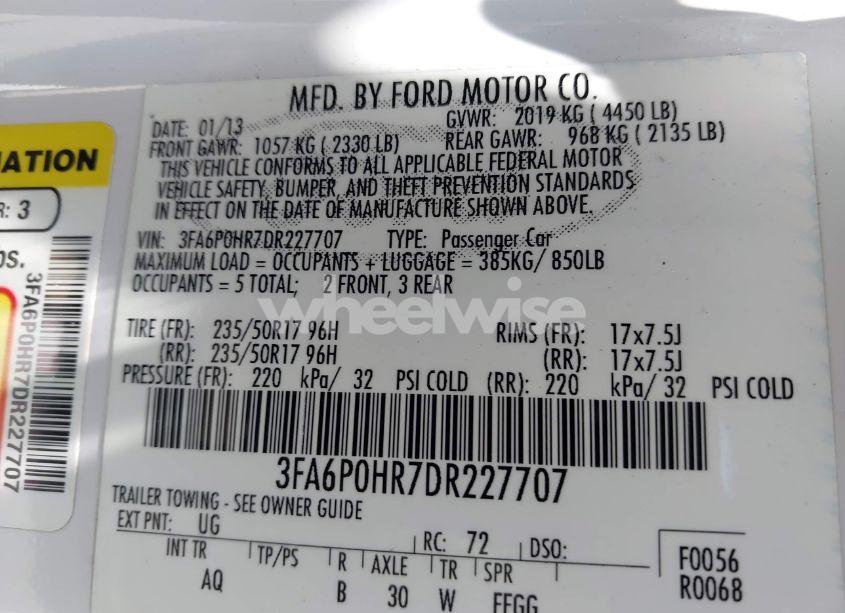 MFD. BY FORD MOTOR CO.
DATE: 01/13 GVWR: 2019 KG ( 4450 LB)
FRONT GAWR: 1057 KG ( 2330 LB) REAR GAWR: 968 KG ( 2135 LB)
THIS VEHICLE CONFORMS TO ALL APPLICABLE FEDERAL MOTOR
VEHICLE SAFETY, BUMPER, AND THEFT PREVENTION STANDARDS
IN EFFECT ON THE DATE OF MANUFACTURE SHOWN ABOVE.
VIN: 3FA6P0HR7DR227707 TYPE: Passenger Car
MAXIMUM LOAD = OCCUPANTS + LUGGAGE = 385KG/ 850LB
OCCUPANTS = 5 TOTAL; 2 FRONT, 3 REAR
wheelwise
TIRE (FR): 235/50R17 96H RIMS (FR): 17x7.5J
(RR): 235/50R17 96H (RR): 17x7.5J
PRESSURE (FR): 220 kPa/ 32 PSI COLD (RR): 220 kPa/ 32 PSI COLD
3FA6P0HR7DR227707
TRAILER TOWING - SEE OWNER GUIDE
EXT PNT: UG RC: 72 DSO:
INT TR TP/PS R AXLE TR SPR F0056
AQ B 30 W FFGG R0068
R: 3
3FA6P0HR7DR227707